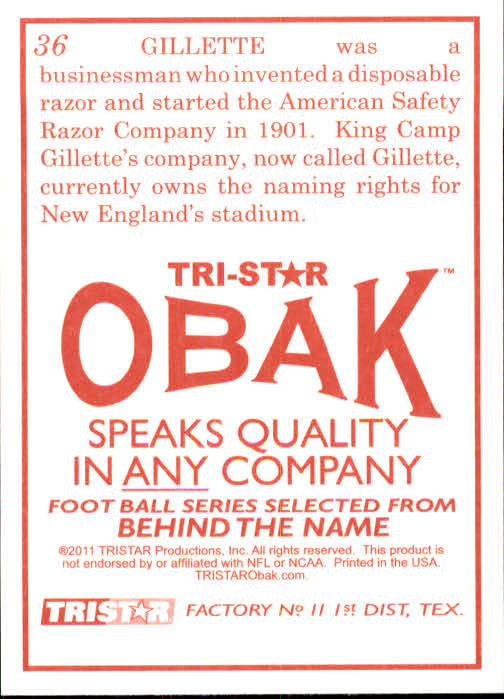 36 GILLETTE was a
businessman who invented a disposable
razor and started the American Safety
Razor Company in 1901. King Camp
Gillette's company, now called Gillette,
currently owns the naming rights for
New England's stadium.
TRI-ST★R
OBAK™
SPEAKS QUALITY
IN ANY COMPANY
FOOT BALL SERIES SELECTED FROM
BEHIND THE NAME
©2011 TRISTAR Productions, Inc. All rights reserved. This product is
not endorsed by or affiliated with NFL or NCAA. Printed in the USA.
TRISTARObak.com.
TRIST★R FACTORY Nº 11 1st DIST, TEX.